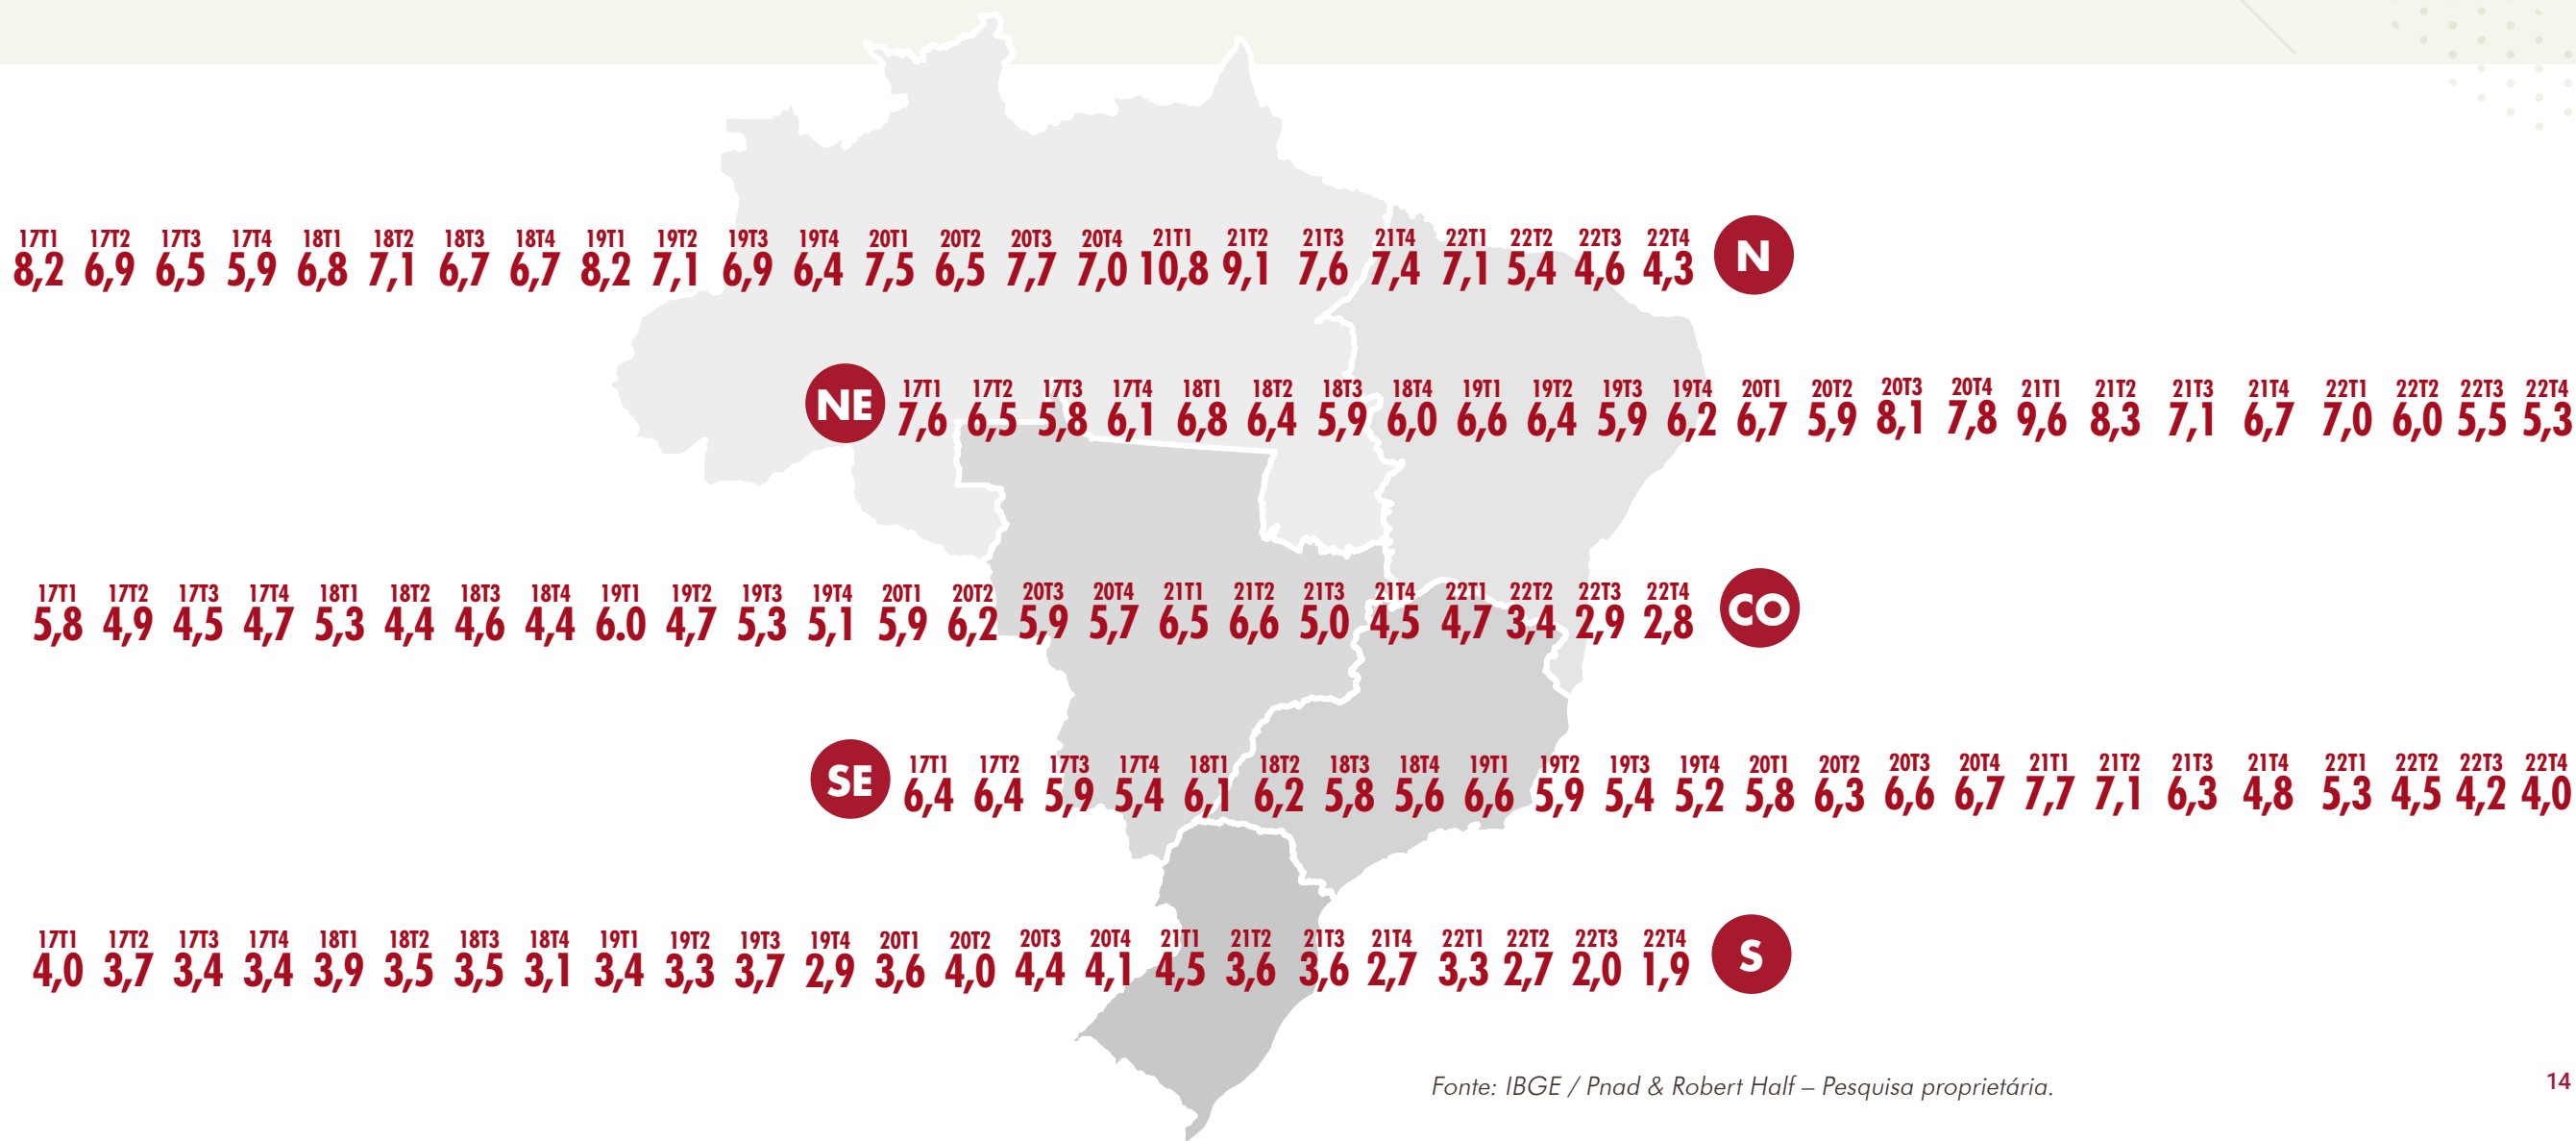 17T1 17T2 17T3 17T4 18T1 18T2 18T3 18T4 19T1 19T2 19T3 19T4 20T1 20T2 20T3 20T4 21T1 21T2 21T3 21T4 22T1 22T2 22T3 22T4
8,2 6,9 6,5 5,9 6,8 7,1 6,7 6,7 8,2 7,1 6,9 6,4 7,5 6,5 7,7 7,0 10,8 9,1 7,6 7,4 7,1 5,4 4,6 4,3
N
NE
17T1 17T2 17T3 17T4 18T1 18T2 18T3 18T4 19T1 19T2 19T3 19T4 20T1 20T2 20T3 20T4 21T1 21T2 21T3 21T4 22T1 22T2 22T3 22T4
7,6 6,5 5,8 6,1 6,8 6,4 5,9 6,0 6,6 6,4 5,9 6,2 6,7 5,9 8,1 7,8 9,6 8,3 7,1 6,7 7,0 6,0 5,5 5,3
17T1 17T2 17T3 17T4 18T1 18T2 18T3 18T4 19T1 19T2 19T3 19T4 20T1 20T2 20T3 20T4 21T1 21T2 21T3 21T4 22T1 22T2 22T3 22T4
5,8 4,9 4,5 4,7 5,3 4,4 4,6 4,4 6.0 4,7 5,3 5,1 5,9 6,2 5,9 5,7 6,5 6,6 5,0 4,5 4,7 3,4 2,9 2,8
CO
SE
17T1 17T2 17T3 17T4 18T1 18T2 18T3 18T4 19T1 19T2 19T3 19T4 20T1 20T2 20T3 20T4 21T1 21T2 21T3 21T4 22T1 22T2 22T3 22T4
6,4 6,4 5,9 5,4 6,1 6,2 5,8 5,6 6,6 5,9 5,4 5,2 5,8 6,3 6,6 6,7 7,7 7,1 6,3 4,8 5,3 4,5 4,2 4,0
17T1 17T2 17T3 17T4 18T1 18T2 18T3 18T4 19T1 19T2 19T3 19T4 20T1 20T2 20T3 20T4 21T1 21T2 21T3 21T4 22T1 22T2 22T3 22T4
4,0 3,7 3,4 3,4 3,9 3,5 3,5 3,1 3,4 3,3 3,7 2,9 3,6 4,0 4,4 4,1 4,5 3,6 3,6 2,7 3,3 2,7 2,0 1,9
S
Fonte: IBGE / Pnad & Robert Half – Pesquisa proprietária.
14